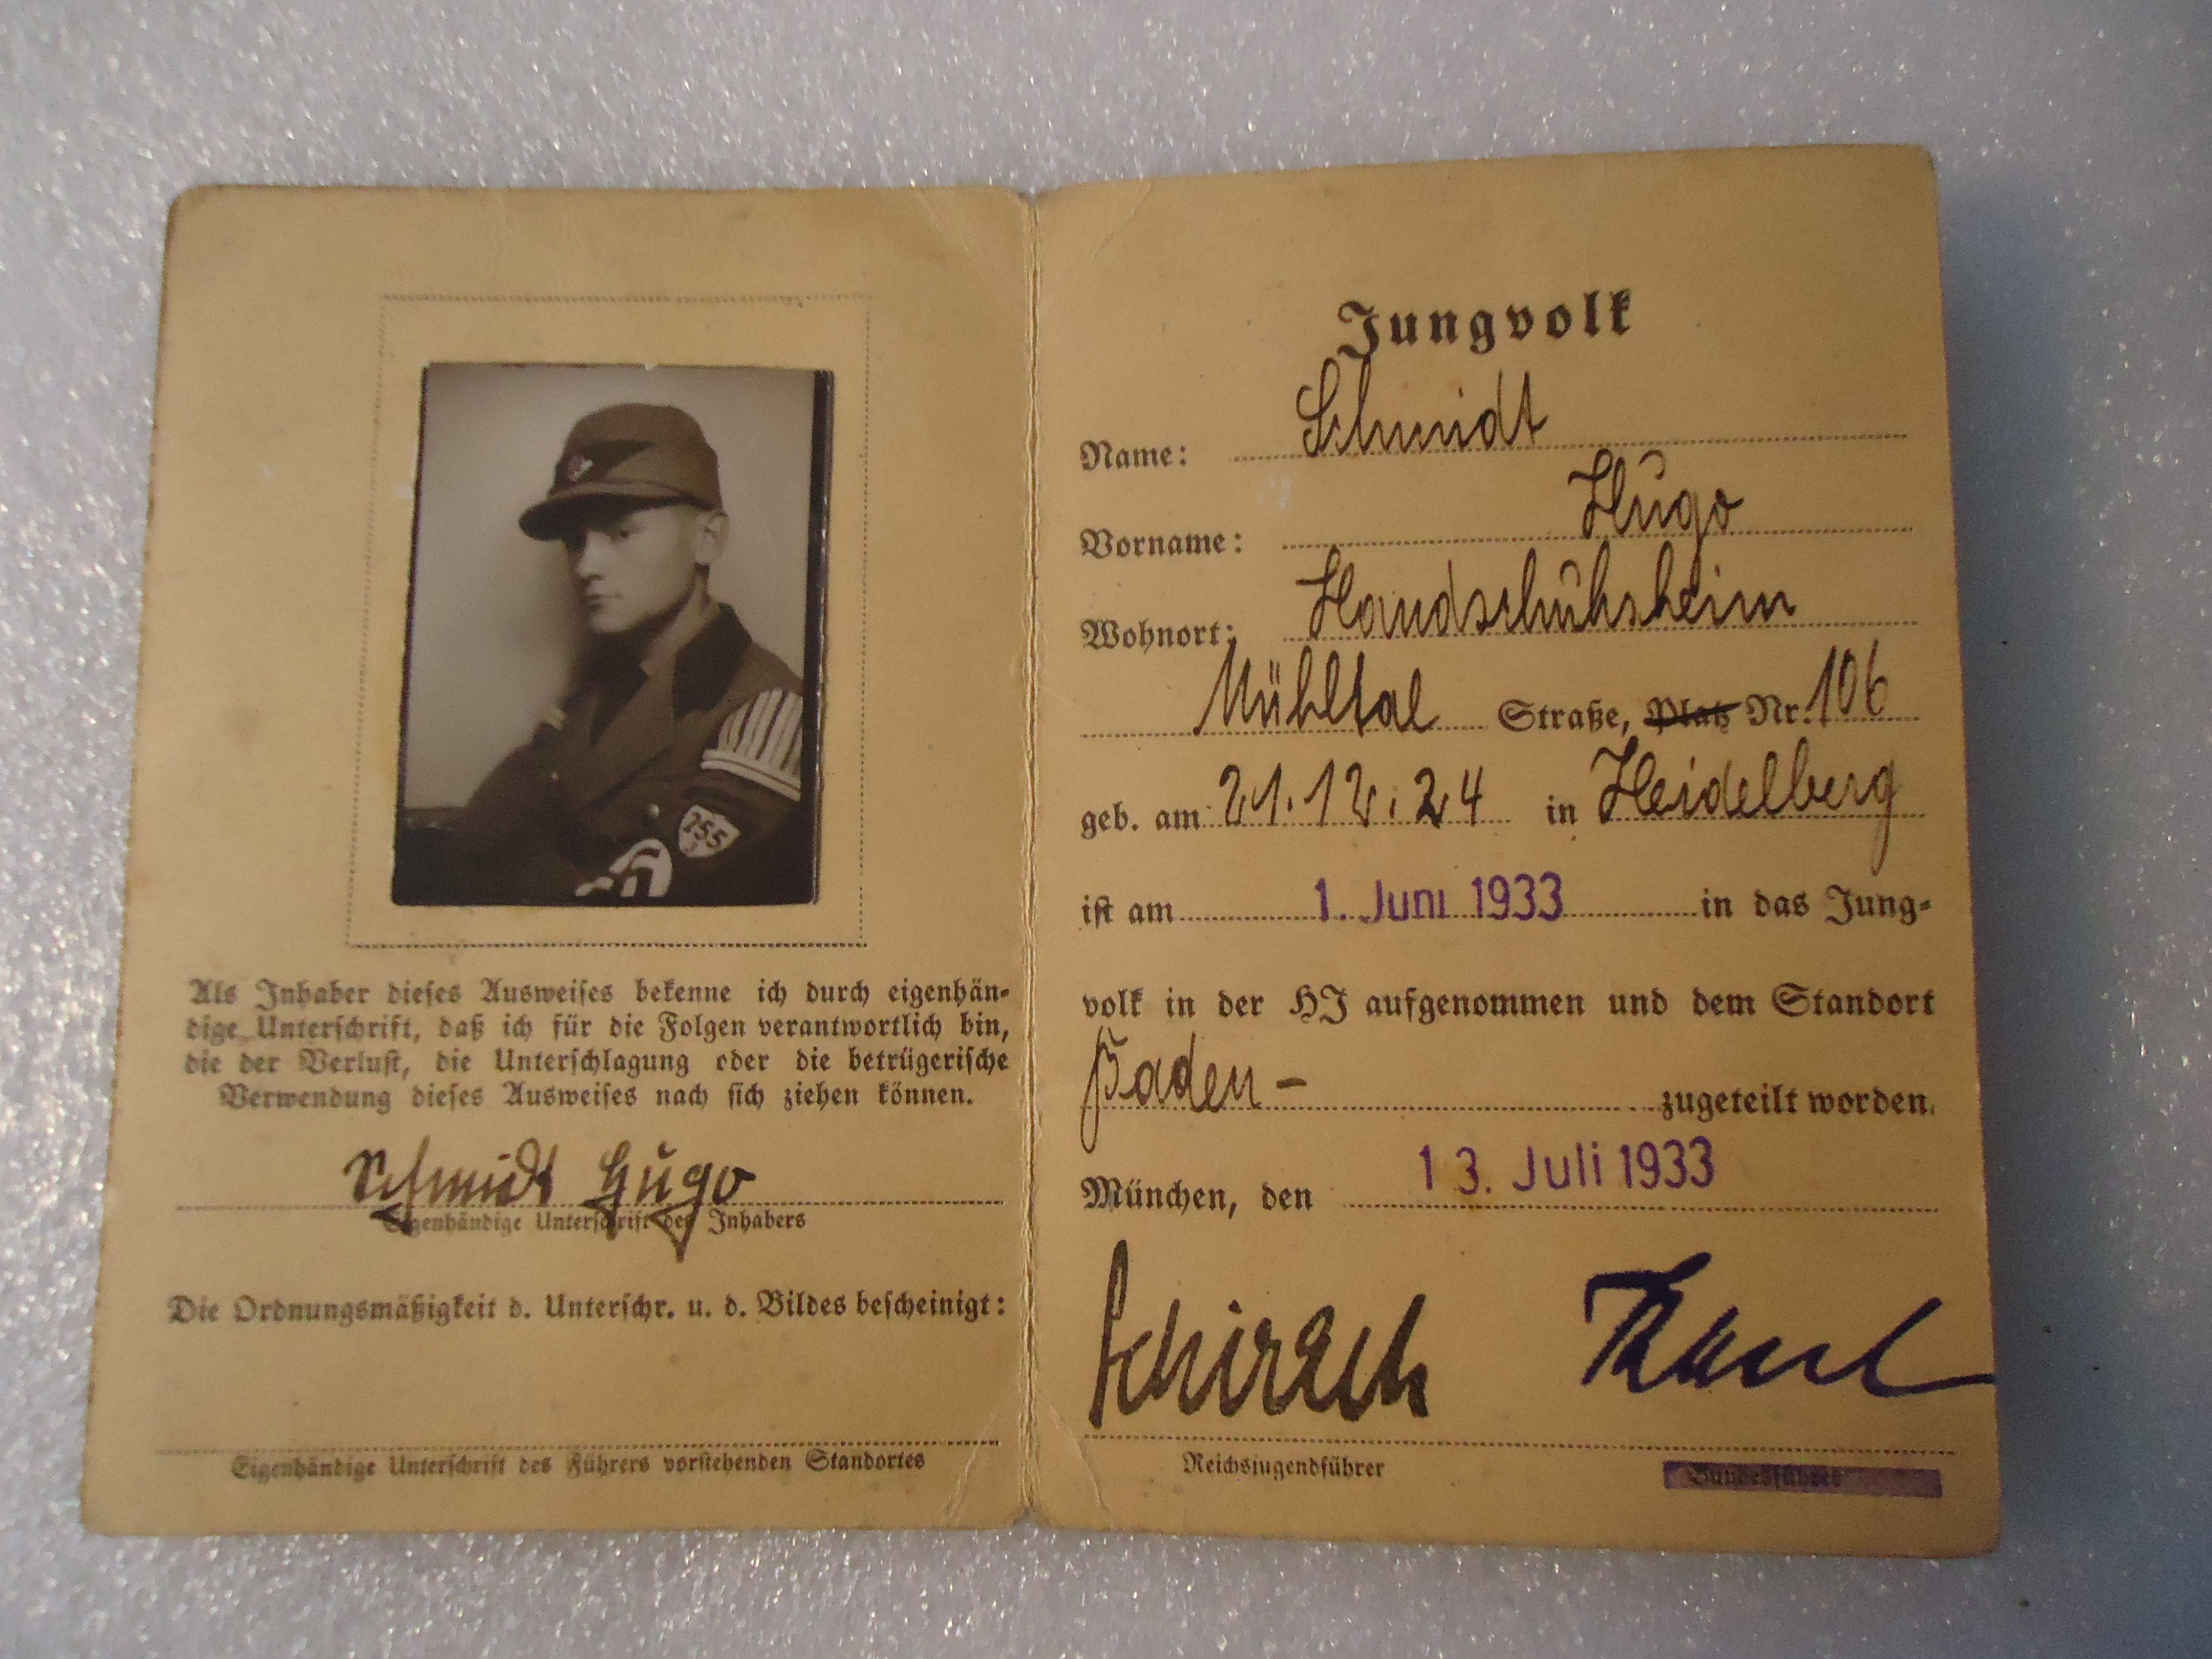 255
Als Inhaber dieses Ausweises bekenne ich durch eigenhän-
dige Unterschrift, daß ich für die Folgen verantwortlich bin,
die der Verlust, die Unterschlagung oder die betrügerische
Verwendung dieses Ausweises nach sich ziehen können.
Schmidt Hugo
Eigenhändige Unterschrift des Inhabers
Die Ordnungsmäßigkeit d. Unterschr. u. d. Bildes bescheinigt:
Eigenhändige Unterschrift des Führers vorstehenden Standortes
Jungvolk
Name: Schmidt
Vorname: Hugo
Wohnort: Handschuhsheim
Mühltal Straße, Platz Nr. 106
geb. am 21.12.24 in Heidelberg
ist am 1. Juni 1933 in das Jung-
volk in der HJ aufgenommen und dem Standort
Baden - zugeteilt worden.
München, den 13. Juli 1933
Schirach
Reichsjugendführer
Bundesführer